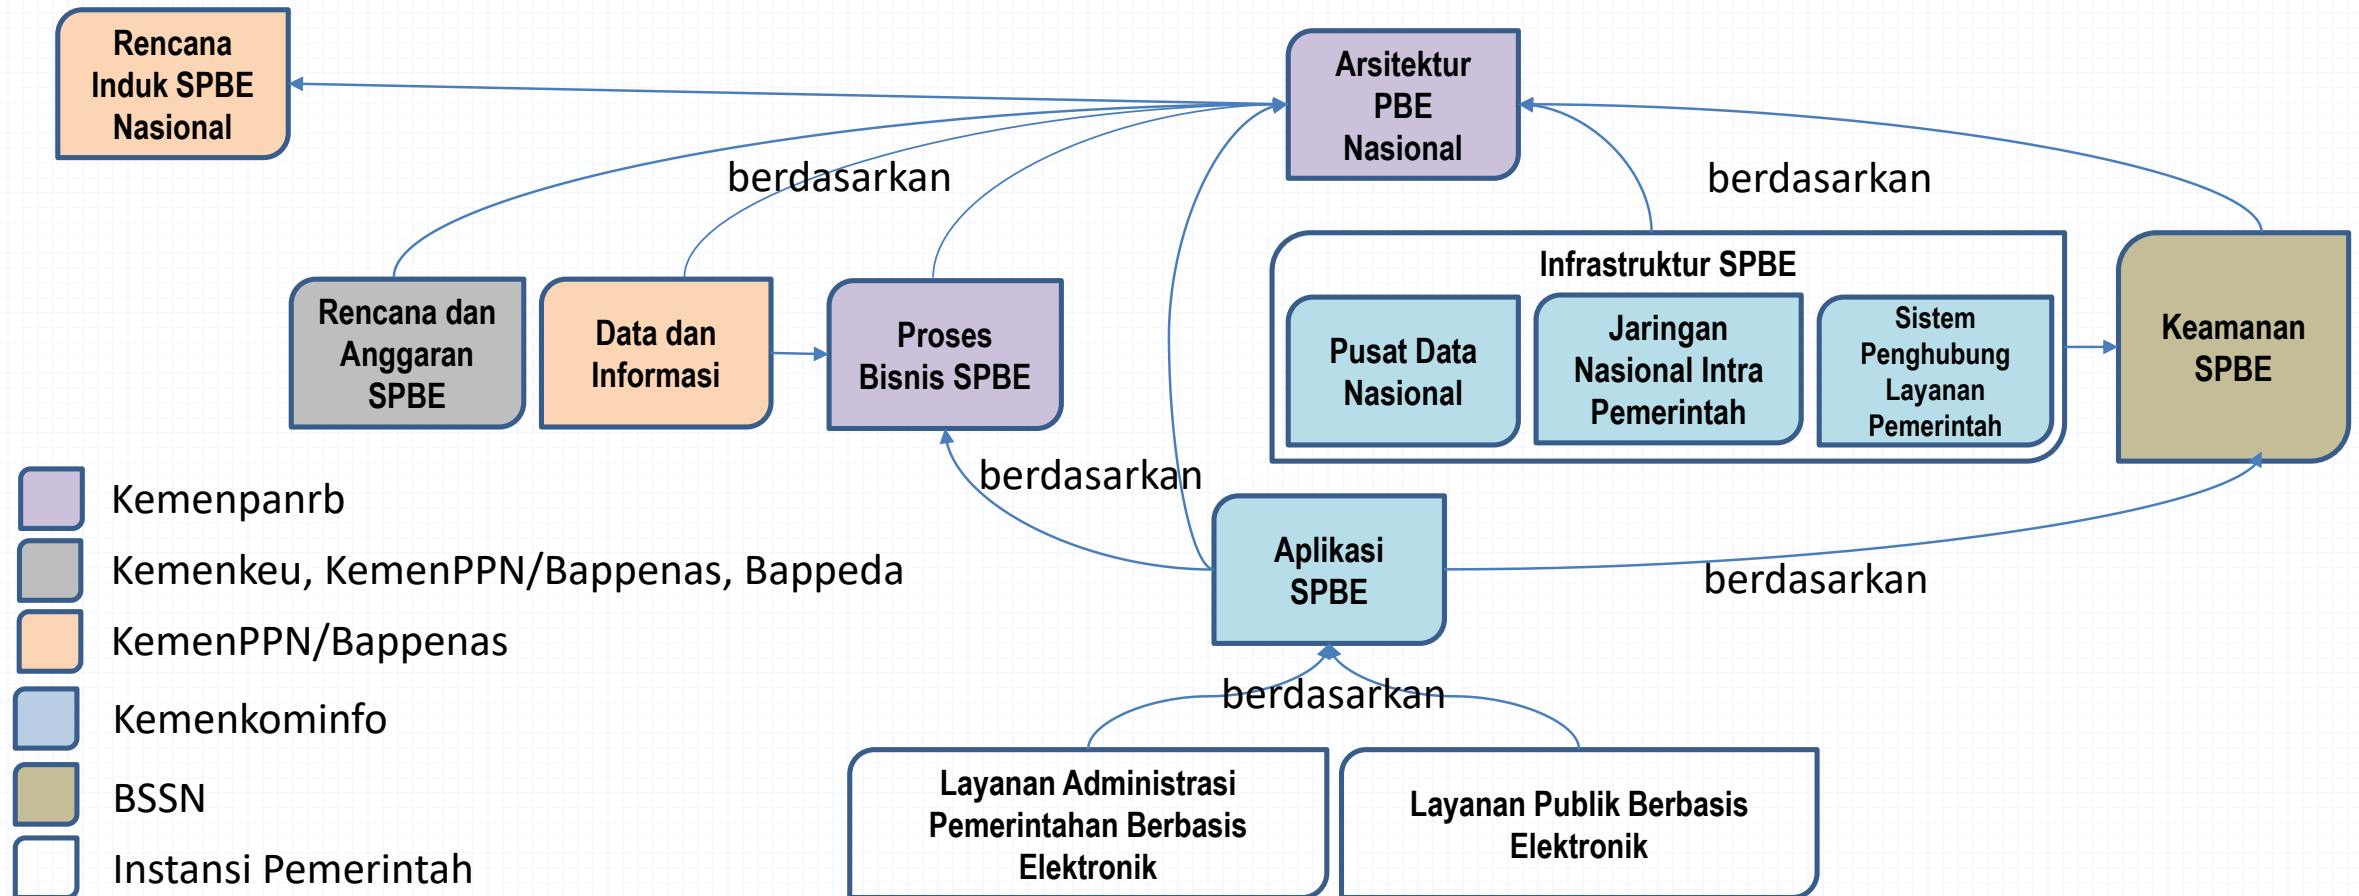 Rencana
Induk SPBE
Nasional
Arsitektur
PBE
Nasional
berdasarkan
berdasarkan
Rencana dan
Anggaran
SPBE
Data dan
Informasi
Proses
Bisnis SPBE
Infrastruktur SPBE
Pusat Data
Nasional
Jaringan
Nasional Intra
Pemerintah
Sistem
Penghubung
Layanan
Pemerintah
Keamanan
SPBE
berdasarkan
Aplikasi
SPBE
berdasarkan
berdasarkan
Layanan Administrasi
Pemerintahan Berbasis
Elektronik
Layanan Publik Berbasis
Elektronik
Kemenpanrb
Kemenkeu, KemenPPN/Bappenas, Bappeda
KemenPPN/Bappenas
Kemenkominfo
BSSN
Instansi Pemerintah